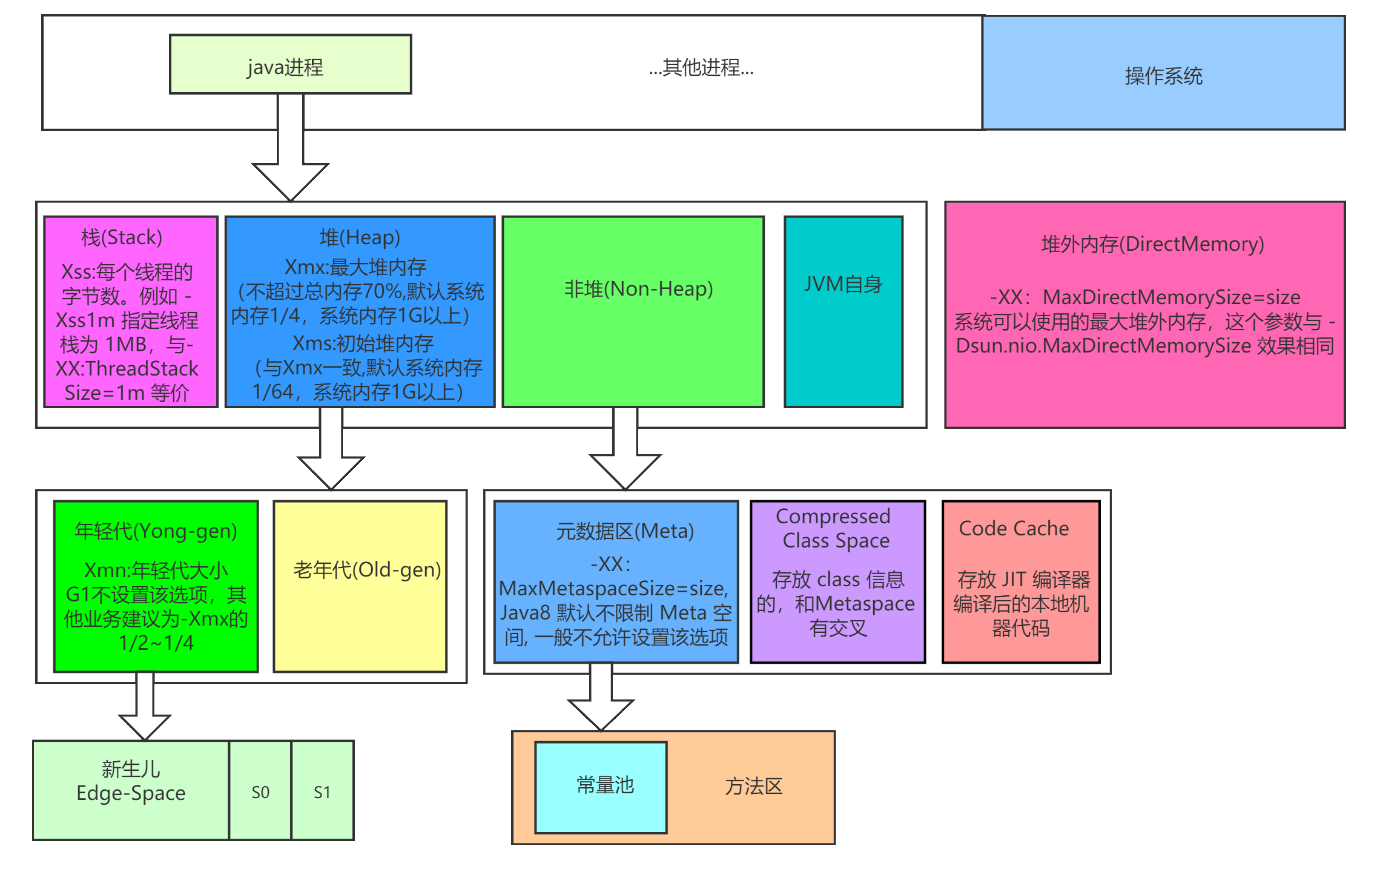 java进程
...其他进程...
操作系统
栈(Stack)
Xss:每个线程的
字节数。例如 -
Xss1m 指定线程
栈为 1MB，与-
XX:ThreadStack
Size=1m 等价
堆(Heap)
Xmx:最大堆内存
（不超过总内存70%,默认系统
内存1/4，系统内存1G以上）
Xms:初始堆内存
（与Xmx一致,默认系统内存
1/64，系统内存1G以上）
非堆(Non-Heap)
JVM自身
堆外内存(DirectMemory)
-XX：MaxDirectMemorySize=size
系统可以使用的最大堆外内存，这个参数与 -
Dsun.nio.MaxDirectMemorySize 效果相同
年轻代(Yong-gen)
Xmn:年轻代大小
G1不设置该选项，其
他业务建议为-Xmx的
1/2~1/4
老年代(Old-gen)
元数据区(Meta)
-XX：
MaxMetaspaceSize=size,
Java8 默认不限制 Meta 空
间, 一般不允许设置该选项
Compressed
Class Space
存放 class 信息
的，和Metaspace
有交叉
Code Cache
存放 JIT 编译器
编译后的本地机
器代码
新生儿
Edge-Space
S0
S1
常量池
方法区